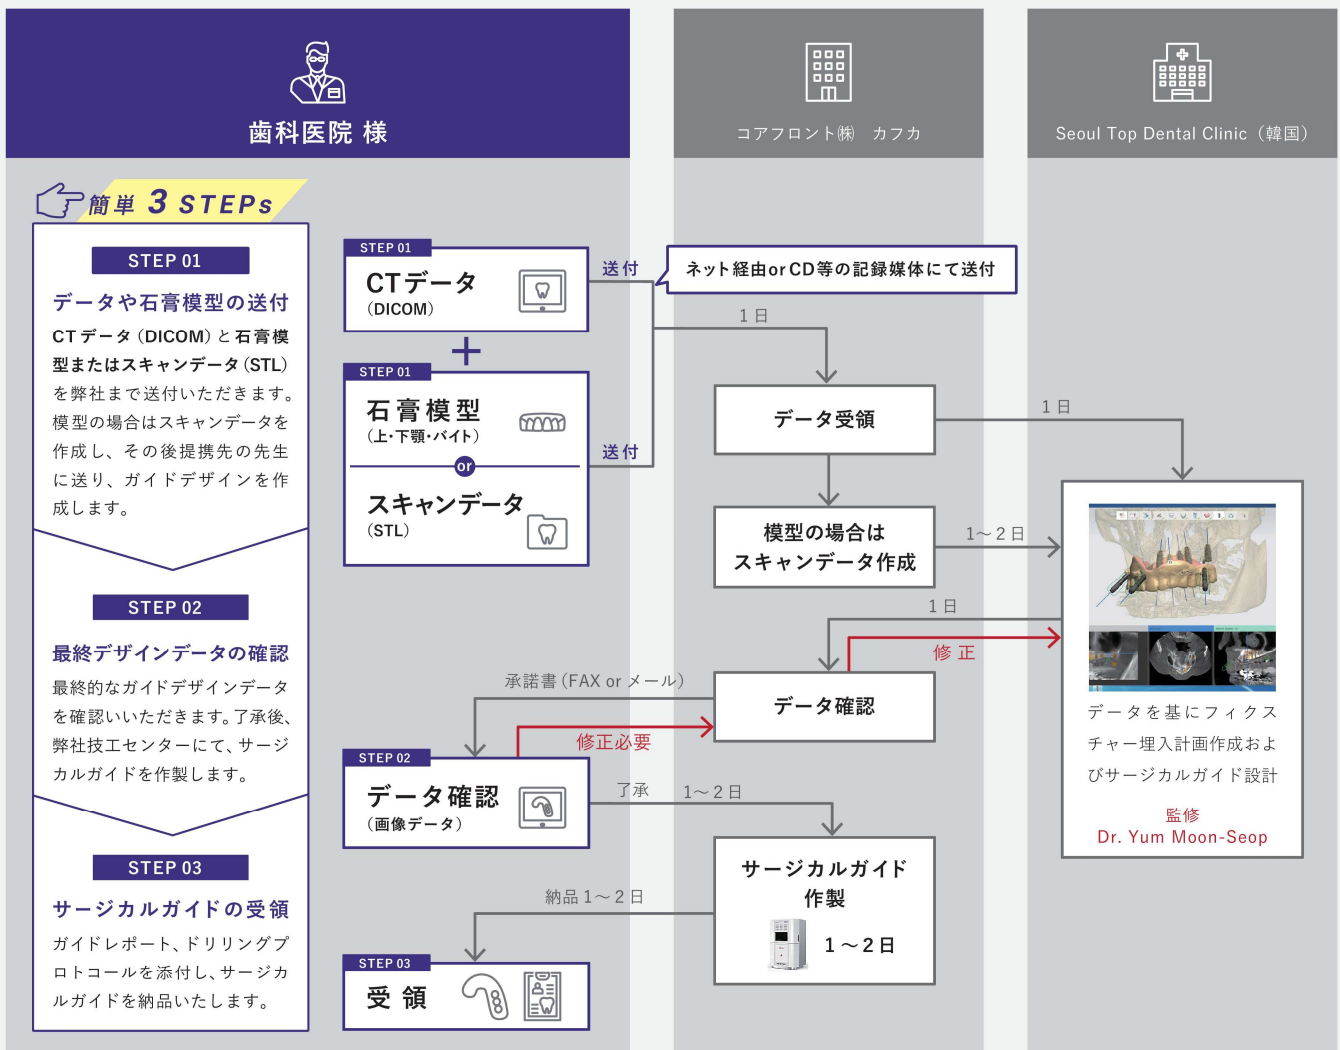 歯科医院 様
コアフロント㈱　カフカ
Seoul Top Dental Clinic（韓国）
簡単 3 STEPs
STEP 01
データや石膏模型の送付
CTデータ（DICOM）と石膏模
型またはスキャンデータ（STL）
を弊社まで送付いただきます。
模型の場合はスキャンデータを
作成し、その後提携先の先生
に送り、ガイドデザインを作
成します。
STEP 02
最終デザインデータの確認
最終的なガイドデザインデータ
を確認いいただきます。了承後、
弊社技工センターにて、サージ
カルガイドを作製します。
STEP 03
サージカルガイドの受領
ガイドレポート、ドリリングプ
ロトコールを添付し、サージカ
ルガイドを納品いたします。
STEP 01
CTデータ
（DICOM）
送付
ネット経由or CD等の記録媒体にて送付
+
STEP 01
石膏模型
（上・下顎・バイト）
or
スキャンデータ
（STL）
送付
1日
データ受領
1日
模型の場合は
スキャンデータ作成
1～2日
1日
修正
データ確認
承諾書（FAX or メール）
修正必要
STEP 02
データ確認
（画像データ）
了承
1～2日
サージカルガイド
作製
1～2日
納品 1～2日
STEP 03
受領
データを基にフィクス
チャー埋入計画作成およ
びサージカルガイド設計
監修
Dr. Yum Moon-Seop